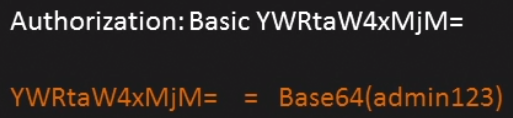 Authorization: Basic YWRtaW4xMjM=
YWRtaW4xMjM= = Base64(admin123)